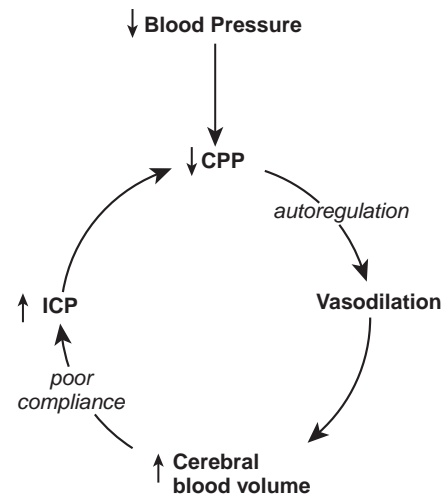 ↓ Blood Pressure
↓ CPP
autoregulation
Vasodilation
↑ Cerebral
blood volume
poor
compliance
↑ ICP